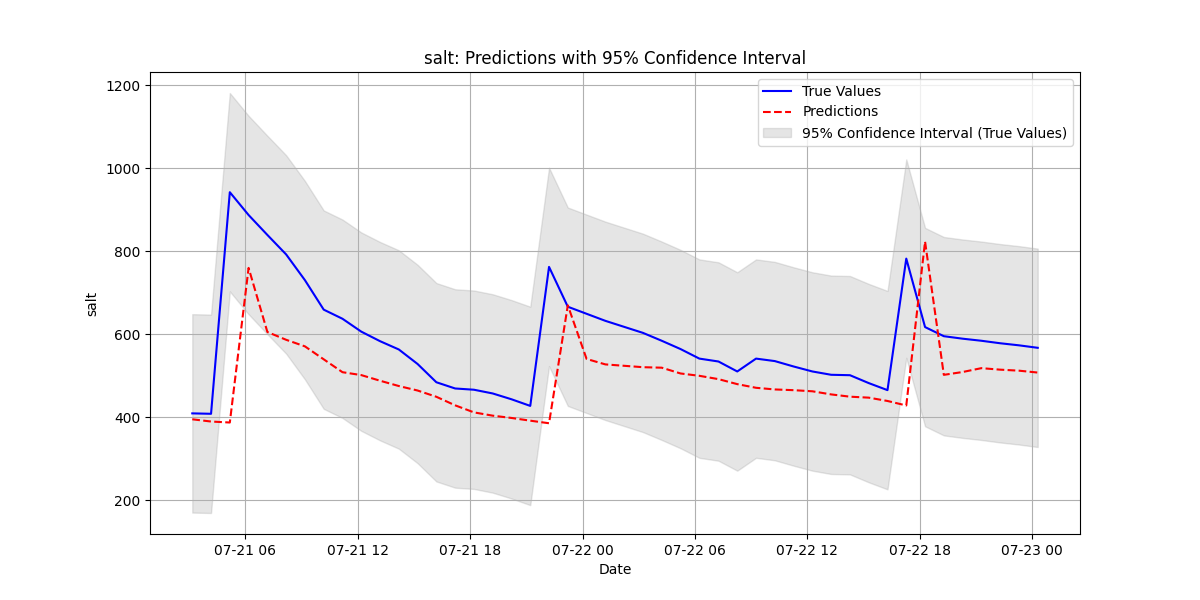 salt: Predictions with 95% Confidence Interval
True Values
Predictions
95% Confidence Interval (True Values)
1200
1000
800
600
400
200
salt
07-21 06
07-21 12
07-21 18
07-22 00
07-22 06
07-22 12
07-22 18
07-23 00
Date